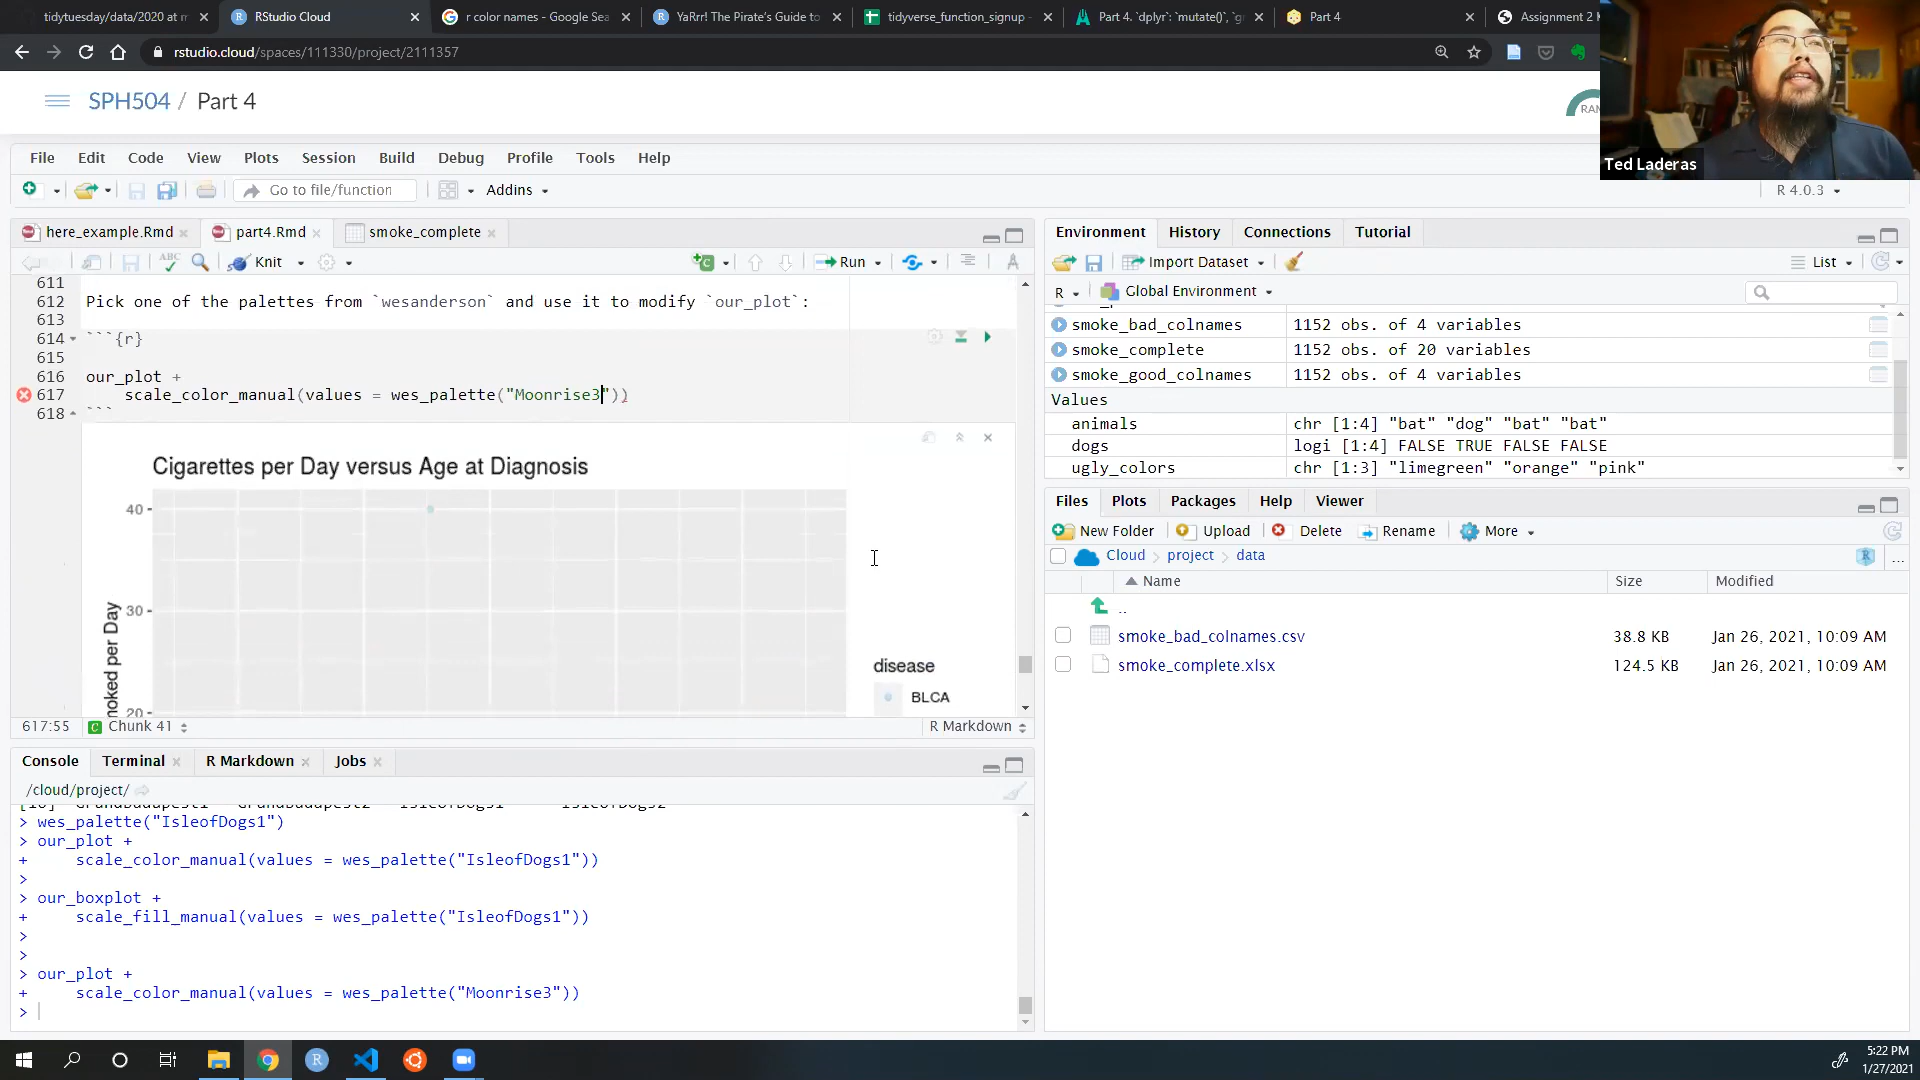 tidytuesday/data/2020 at m
RStudio Cloud
r color names - Google Sea
YaRrr! The Pirate's Guide to
tidyverse_function_signup -
Part 4. `dplyr`: `mutate()`, `g
Part 4
Assignment 2
rstudio.cloud/spaces/111330/project/2111357
SPH504 / Part 4
RAM
Ted Laderas
File Edit Code View Plots Session Build Debug Profile Tools Help
Go to file/function
Addins
R 4.0.3
here_example.Rmd
part4.Rmd
smoke_complete
ABC
Knit
Run
611
612 Pick one of the palettes from `wesanderson` and use it to modify `our_plot`:
613
614 ```{r}
615
616 our_plot +
617 scale_color_manual(values = wes_palette("Moonrise3"))
618 ```
Cigarettes per Day versus Age at Diagnosis
40
30
20
moked per Day
disease
BLCA
617:55
Chunk 41
R Markdown
Console Terminal R Markdown Jobs
/cloud/project/
> wes_palette("IsleofDogs1")
> our_plot +
+ scale_color_manual(values = wes_palette("IsleofDogs1"))
>
> our_boxplot +
+ scale_fill_manual(values = wes_palette("IsleofDogs1"))
>
>
> our_plot +
+ scale_color_manual(values = wes_palette("Moonrise3"))
>
Environment History Connections Tutorial
Import Dataset
List
R
Global Environment
smoke_bad_colnames 1152 obs. of 4 variables
smoke_complete 1152 obs. of 20 variables
smoke_good_colnames 1152 obs. of 4 variables
Values
animals chr [1:4] "bat" "dog" "bat" "bat"
dogs logi [1:4] FALSE TRUE FALSE FALSE
ugly_colors chr [1:3] "limegreen" "orange" "pink"
Files Plots Packages Help Viewer
New Folder Upload Delete Rename More
Cloud > project > data
...
Name Size Modified
..
smoke_bad_colnames.csv 38.8 KB Jan 26, 2021, 10:09 AM
smoke_complete.xlsx 124.5 KB Jan 26, 2021, 10:09 AM
5:22 PM
1/27/2021